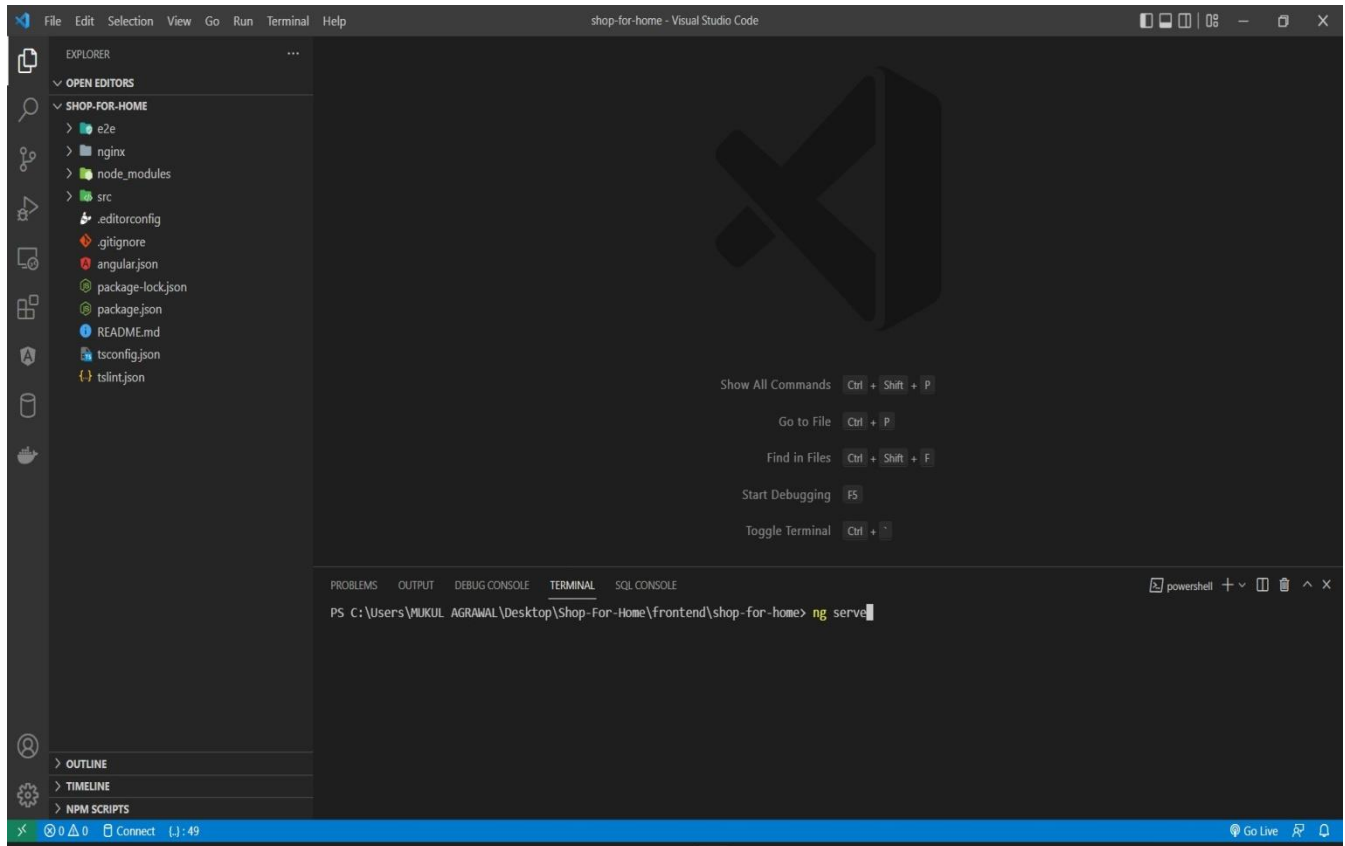 File Edit Selection View Go Run Terminal Help
shop-for-home - Visual Studio Code
EXPLORER
OPEN EDITORS
SHOP-FOR-HOME
e2e
nginx
node_modules
src
.editorconfig
.gitignore
angular.json
package-lock.json
package.json
README.md
tsconfig.json
tslint.json
Show All Commands Ctrl + Shift + P
Go to File Ctrl + P
Find in Files Ctrl + Shift + F
Start Debugging F5
Toggle Terminal Ctrl + `
PROBLEMS OUTPUT DEBUG CONSOLE TERMINAL SQL CONSOLE
powershell
PS C:\Users\MUKUL AGRAWAL\Desktop\Shop-For-Home\frontend\shop-for-home> ng serve
OUTLINE
TIMELINE
NPM SCRIPTS
0 0 Connect {..} : 49
Go Live